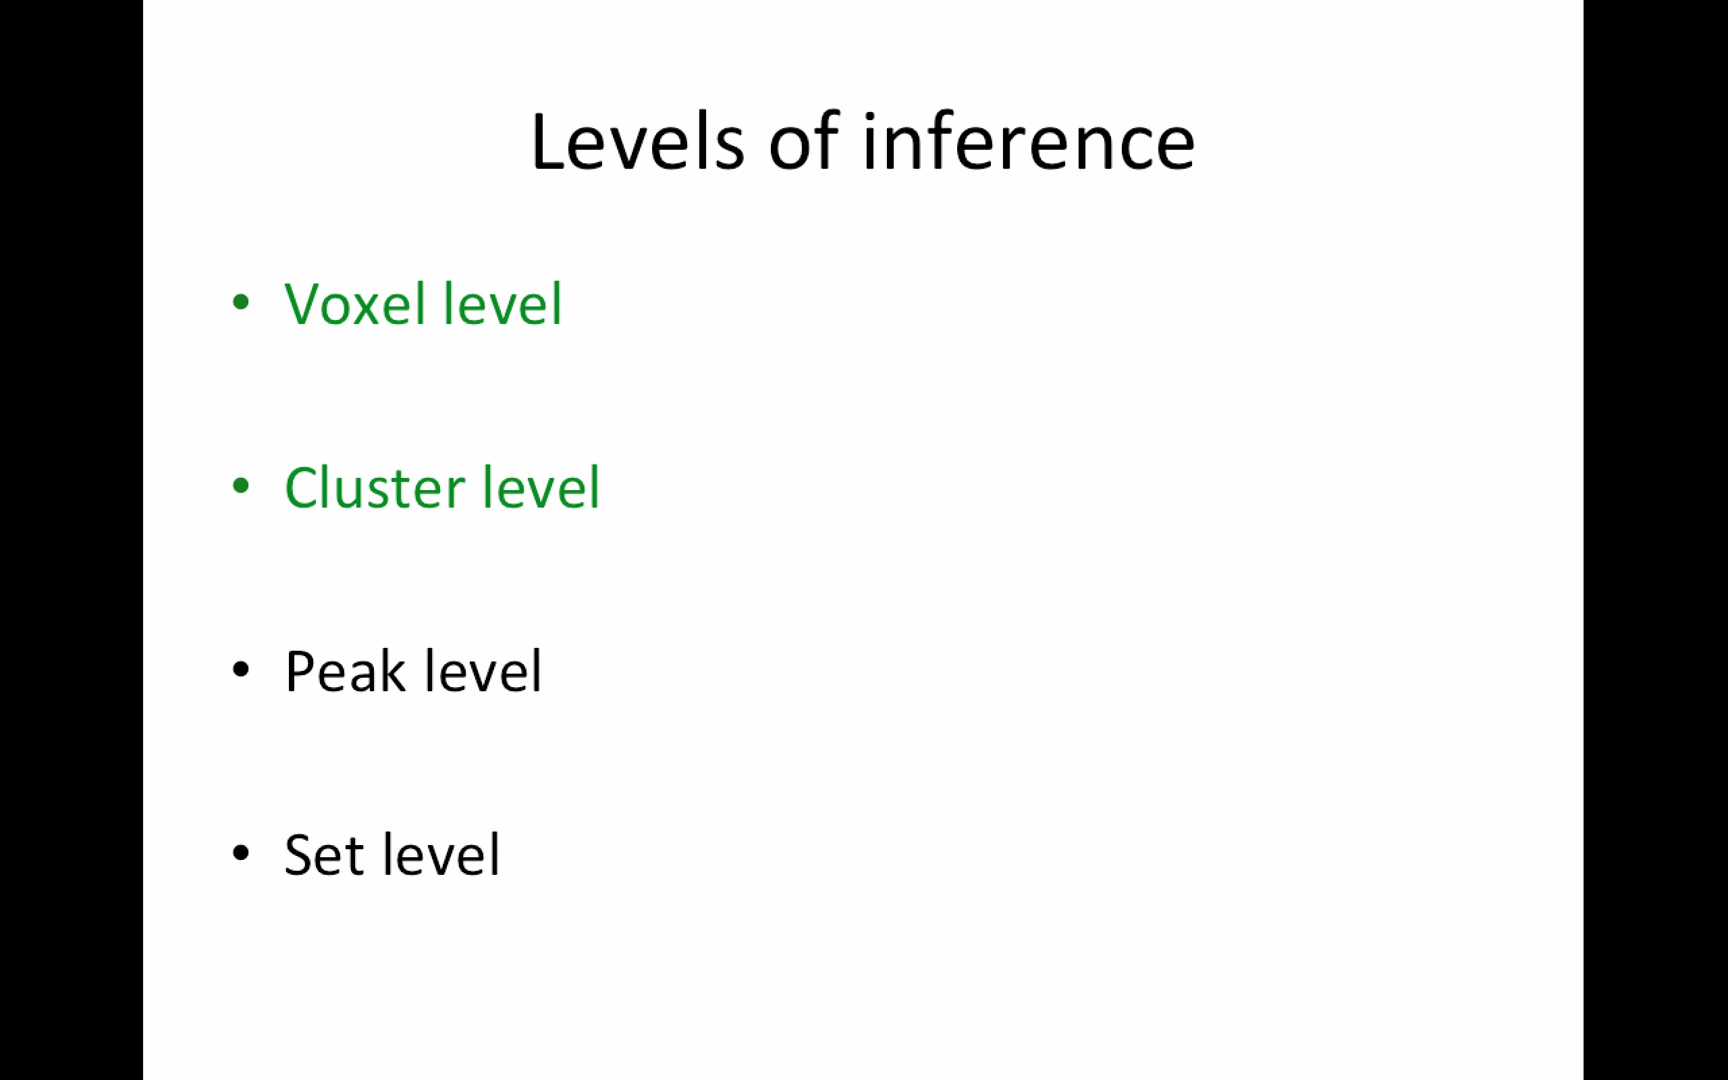 Levels of inference
• Voxel level
• Cluster level
• Peak level
• Set level